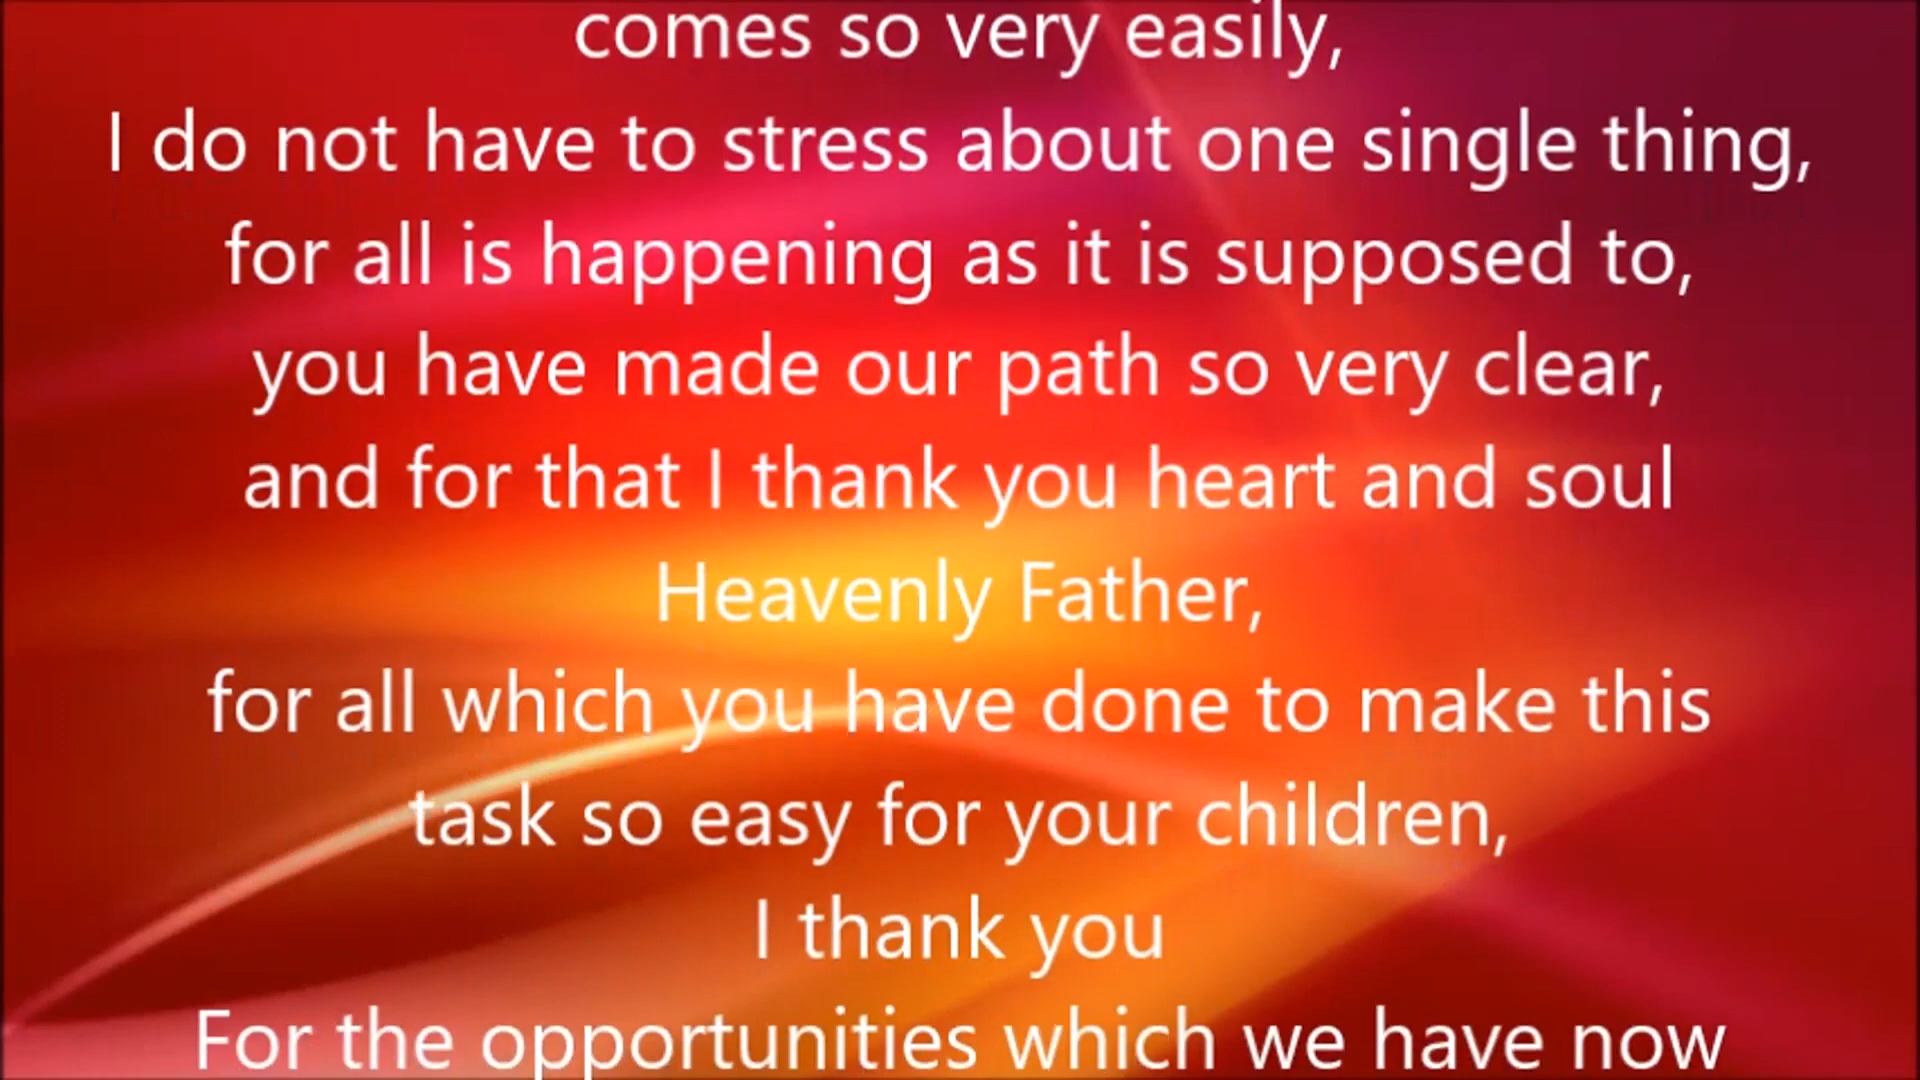 comes so very easily,
I do not have to stress about one single thing,
for all is happening as it is supposed to,
you have made our path so very clear,
and for that I thank you heart and soul
Heavenly Father,
for all which you have done to make this
task so easy for your children,
I thank you
For the opportunities which we have now